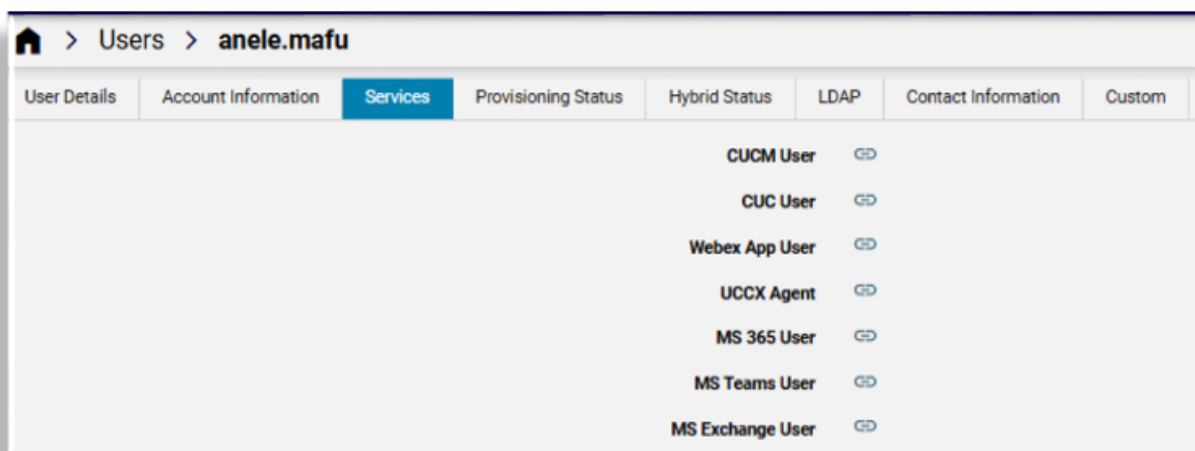 > Users > anele.mafu
User Details Account Information Services Provisioning Status Hybrid Status LDAP Contact Information Custom
CUCM User
CUC User
Webex App User
UCCX Agent
MS 365 User
MS Teams User
MS Exchange User